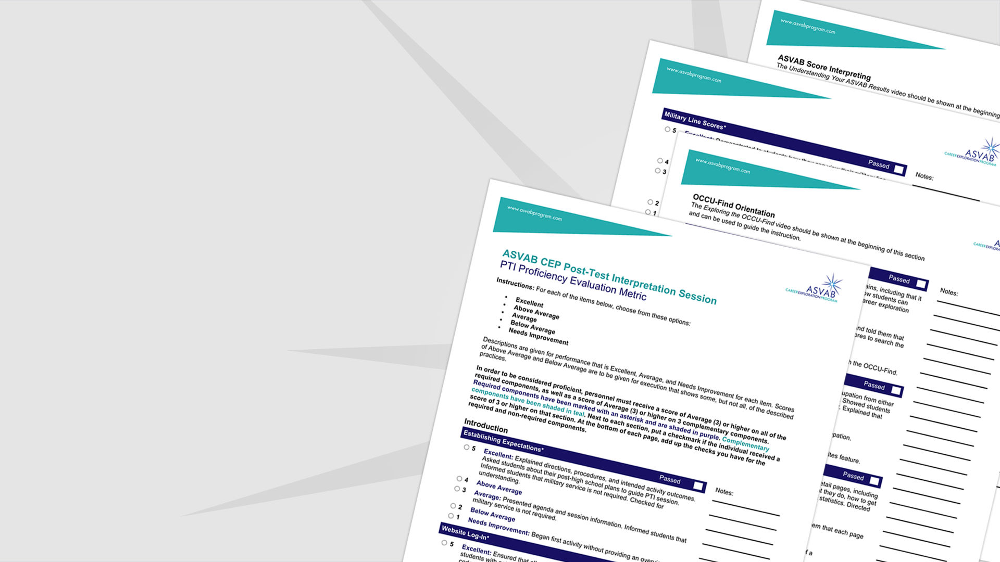 www.asvabprogram.com
ASVAB Score Interpreting
The Understanding Your ASVAB Results video should be shown at the beginning
www.asvabprogram.com
Military Line Scores*
Passed
Notes:
5
4
3
2
1
ASVAB
CAREER EXPLORATION PROGRAM
www.asvabprogram.com
OCCU-Find Orientation
The Exploring the OCCU-Find video should be shown at the beginning of this section
and can be used to guide the instruction.
Passed
Notes:
ains, including that it
ow students can
areer exploration
nd told them that
ores to search the
h the OCCU-Find.
Passed
upation from either
Showed students
. Explained that
pation.
ites feature.
Passed
etail pages, including
t they do, how to get
statistics. Directed
em that each page
f a
www.asvabprogram.com
ASVAB CEP Post-Test Interpretation Session
PTI Proficiency Evaluation Metric
ASVAB
CAREER EXPLORATION PROGRAM
Instructions: For each of the items below, choose from these options:
• Excellent
• Above Average
• Average
• Below Average
• Needs Improvement
Descriptions are given for performance that is Excellent, Average, and Needs Improvement for each item. Scores
of Above Average and Below Average are to be given for execution that shows some, but not all, of the described
practices.
In order to be considered proficient, personnel must receive a score of Average (3) or higher on all of the
required components, as well as a score of Average (3) or higher on 3 complementary components.
Required components have been marked with an asterisk and are shaded in purple. Complementary
components have been shaded in teal. Next to each section, put a checkmark if the individual received a
score of 3 or higher on that section. At the bottom of each page, add up the checks you have for the
required and non-required components.
Introduction
Establishing Expectations*
Passed
Notes:
5 Excellent: Explained directions, procedures, and intended activity outcomes.
Asked students about their post-high school plans to guide PTI session.
Informed students that military service is not required. Checked for
understanding.
4 Above Average
3 Average: Presented agenda and session information. Informed students that
military service is not required.
2 Below Average
1 Needs Improvement: Began first activity without providing an
Website Log-In*
5 Excellent: Ensured that
students with